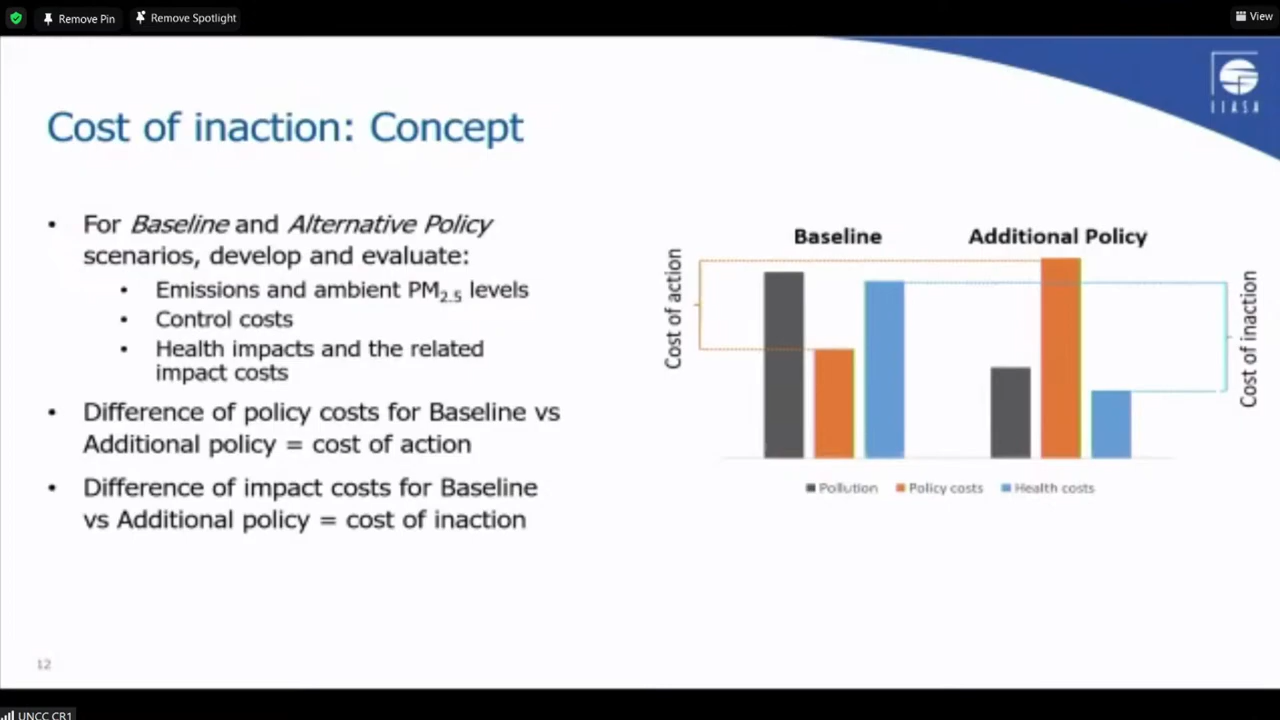 Remove Pin
Remove Spotlight
View
IIASA
Cost of inaction: Concept
• For Baseline and Alternative Policy
scenarios, develop and evaluate:
• Emissions and ambient PM2.5 levels
• Control costs
• Health impacts and the related
impact costs
• Difference of policy costs for Baseline vs
Additional policy = cost of action
• Difference of impact costs for Baseline
vs Additional policy = cost of inaction
Baseline
Additional Policy
Cost of action
Cost of inaction
Pollution
Policy costs
Health costs
12
UNCC CR1